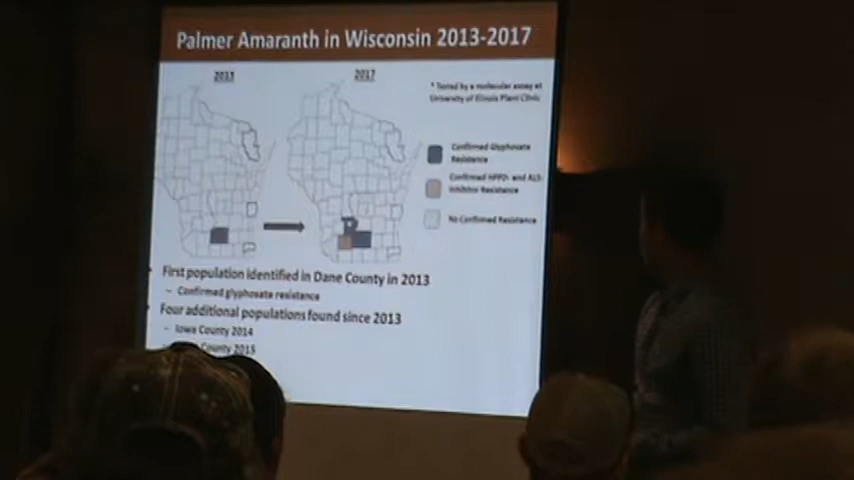 Palmer Amaranth in Wisconsin 2013-2017
2013
2017
* Tested by a molecular assay at
University of Illinois Plant Clinic
Confirmed Glyphosate
Resistance
Confirmed HPPD- and ALS-
Inhibitor Resistance
No Confirmed Resistance
First population identified in Dane County in 2013
– Confirmed glyphosate resistance
Four additional populations found since 2013
– Iowa County 2014
County 2015